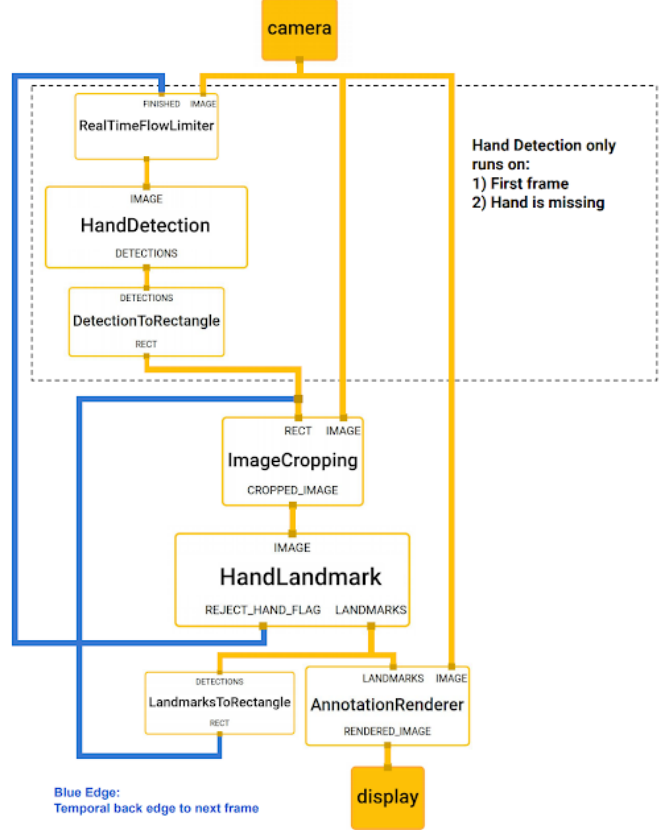 camera
FINISHED IMAGE
RealTimeFlowLimiter
Hand Detection only
runs on:
1) First frame
2) Hand is missing
IMAGE
HandDetection
DETECTIONS
DETECTIONS
DetectionToRectangle
RECT
RECT IMAGE
ImageCropping
CROPPED_IMAGE
IMAGE
HandLandmark
REJECT_HAND_FLAG LANDMARKS
DETECTIONS
LandmarksToRectangle
RECT
LANDMARKS IMAGE
AnnotationRenderer
RENDERED_IMAGE
display
Blue Edge:
Temporal back edge to next frame